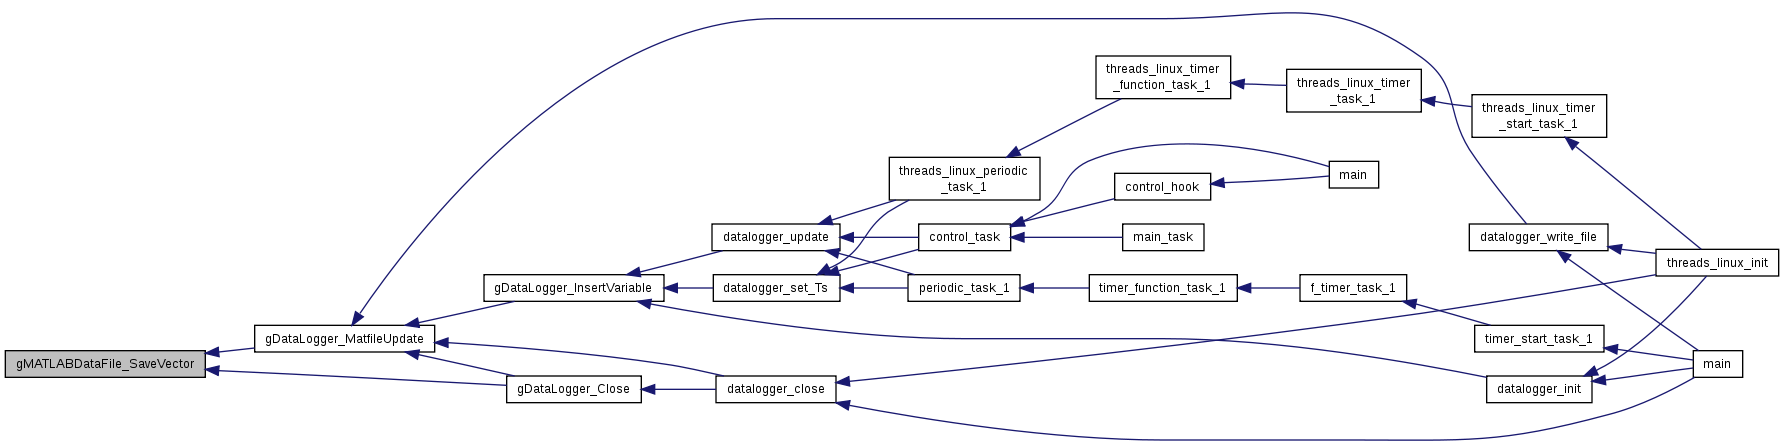 threads_linux_timer
_function_task_1
threads_linux_timer
_task_1
threads_linux_timer
_start_task_1
threads_linux_periodic
_task_1
main
control_hook
datalogger_update
control_task
main_task
datalogger_write_file
threads_linux_init
gDataLogger_InsertVariable
datalogger_set_Ts
periodic_task_1
timer_function_task_1
f_timer_task_1
gDataLogger_MatfileUpdate
timer_start_task_1
gMATLABDataFile_SaveVector
main
gDataLogger_Close
datalogger_close
datalogger_init